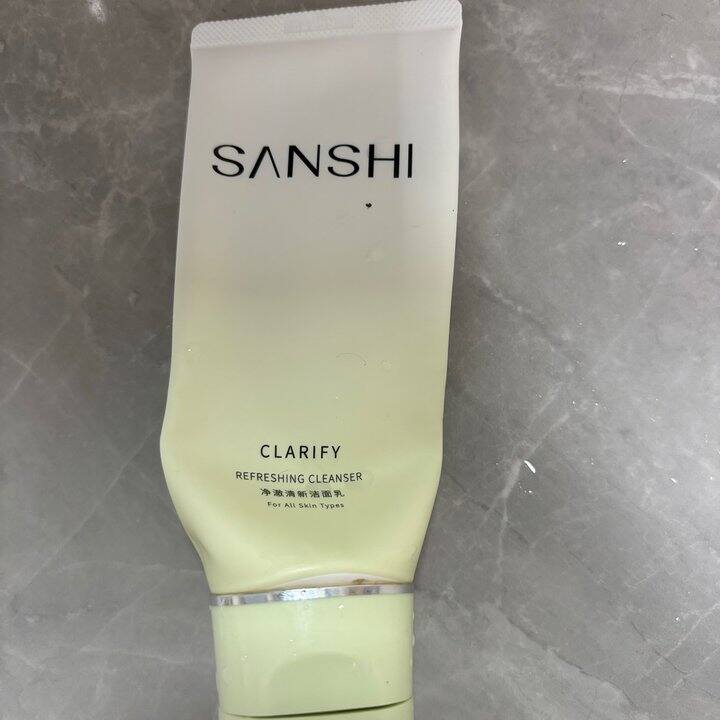 SANSHI
CLARIFY
REFRESHING CLEANSER
净澈清新洁面乳
For All Skin Types